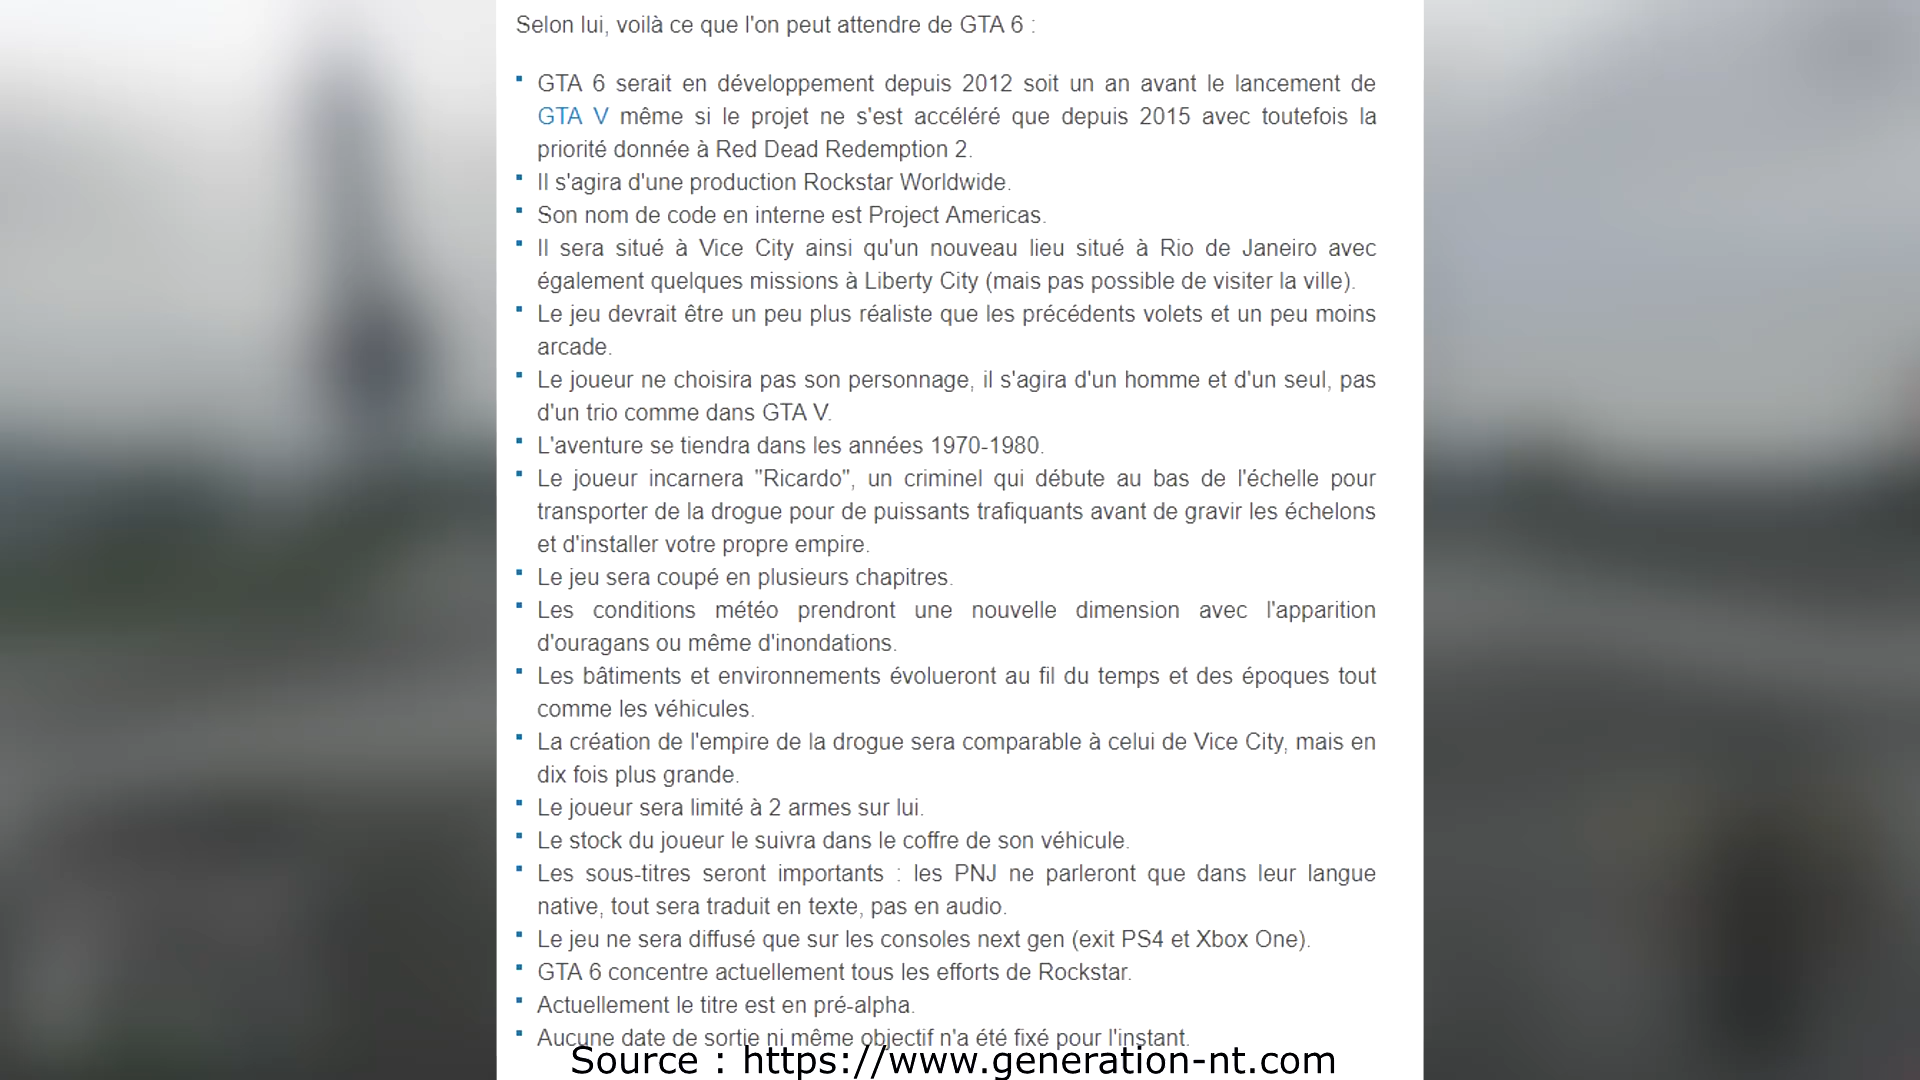 Selon lui, voilà ce que l'on peut attendre de GTA 6 :
GTA 6 serait en développement depuis 2012 soit un an avant le lancement de
GTA V même si le projet ne s'est accéléré que depuis 2015 avec toutefois la
priorité donnée à Red Dead Redemption 2.
Il s'agira d'une production Rockstar Worldwide.
Son nom de code en interne est Project Americas.
Il sera situé à Vice City ainsi qu'un nouveau lieu situé à Rio de Janeiro avec
également quelques missions à Liberty City (mais pas possible de visiter la ville).
Le jeu devrait être un peu plus réaliste que les précédents volets et un peu moins
arcade.
Le joueur ne choisira pas son personnage, il s'agira d'un homme et d'un seul, pas
d'un trio comme dans GTA V.
L'aventure se tiendra dans les années 1970-1980.
Le joueur incarnera "Ricardo", un criminel qui débute au bas de l'échelle pour
transporter de la drogue pour de puissants trafiquants avant de gravir les échelons
et d'installer votre propre empire.
Le jeu sera coupé en plusieurs chapitres.
Les conditions météo prendront une nouvelle dimension avec l'apparition
d'ouragans ou même d'inondations.
Les bâtiments et environnements évolueront au fil du temps et des époques tout
comme les véhicules.
La création de l'empire de la drogue sera comparable à celui de Vice City, mais en
dix fois plus grande.
Le joueur sera limité à 2 armes sur lui.
Le stock du joueur le suivra dans le coffre de son véhicule.
Les sous-titres seront importants : les PNJ ne parleront que dans leur langue
native, tout sera traduit en texte, pas en audio.
Le jeu ne sera diffusé que sur les consoles next gen (exit PS4 et Xbox One).
GTA 6 concentre actuellement tous les efforts de Rockstar.
Actuellement le titre est en pré-alpha.
Aucune date de sortie ni même objectif n'a été fixé pour l'instant.
Source : https://www.generation-nt.com